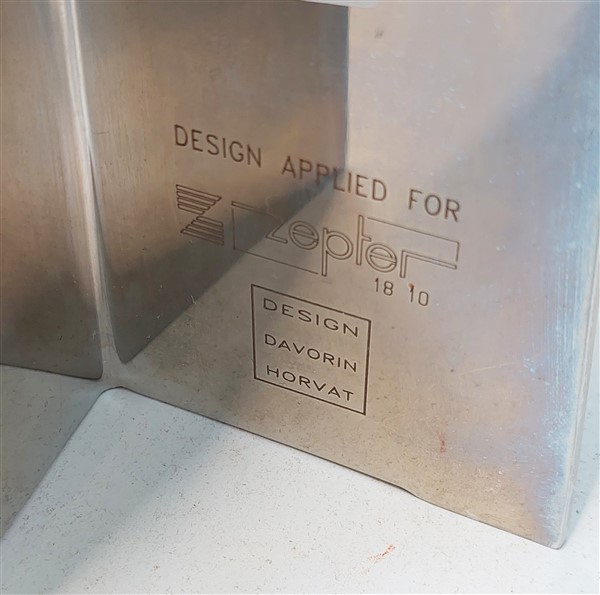 DESIGN APPLIED FOR
zepter
18 10
DESIGN
DAVORIN
HORVAT